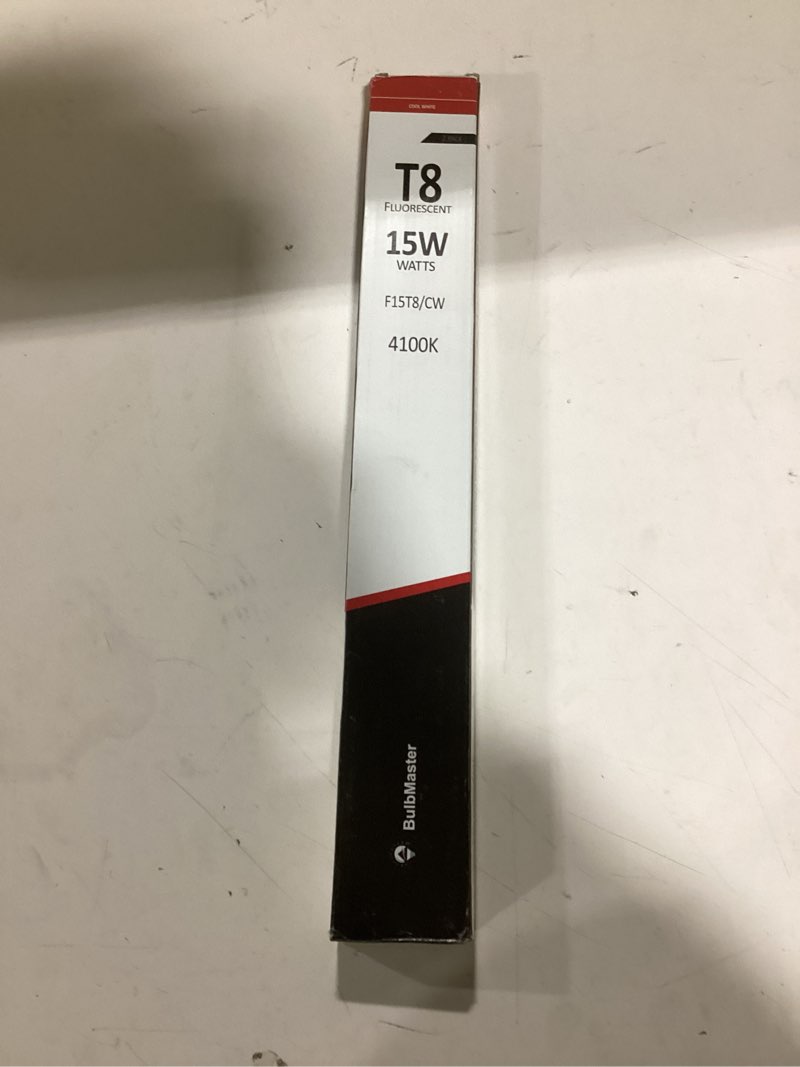 COOL WHITE
T8
FLUORESCENT
15W
WATTS
F15T8/CW
4100K
BulbMaster